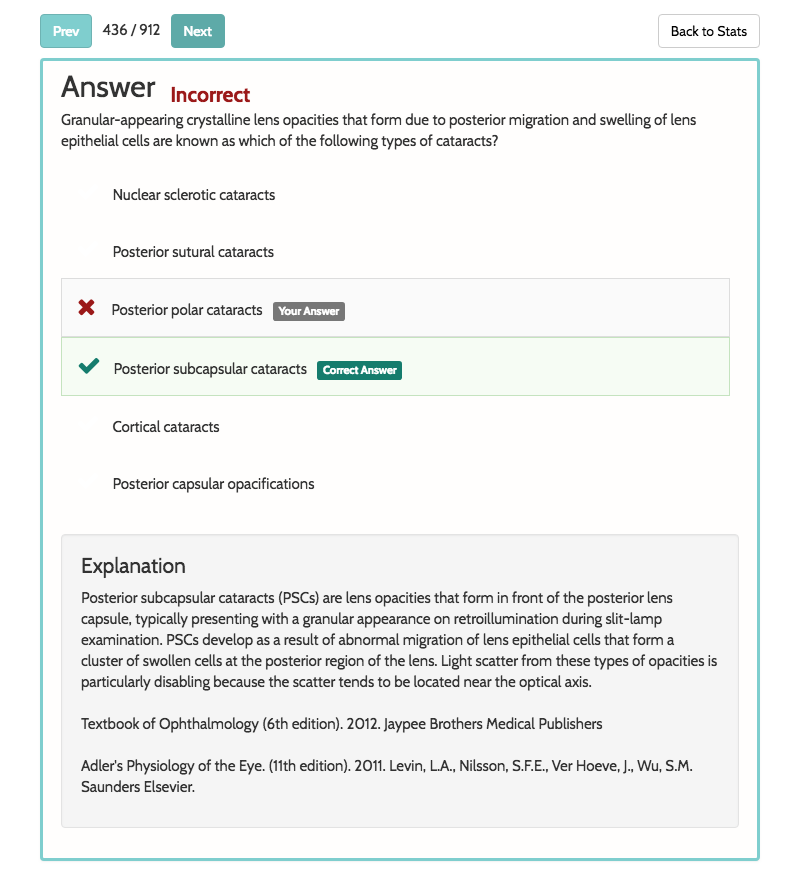 Prev 436 / 912 Next Back to Stats
Answer Incorrect
Granular-appearing crystalline lens opacities that form due to posterior migration and swelling of lens
epithelial cells are known as which of the following types of cataracts?
Nuclear sclerotic cataracts
Posterior sutural cataracts
Posterior polar cataracts Your Answer
Posterior subcapsular cataracts Correct Answer
Cortical cataracts
Posterior capsular opacifications
Explanation
Posterior subcapsular cataracts (PSCs) are lens opacities that form in front of the posterior lens
capsule, typically presenting with a granular appearance on retroillumination during slit-lamp
examination. PSCs develop as a result of abnormal migration of lens epithelial cells that form a
cluster of swollen cells at the posterior region of the lens. Light scatter from these types of opacities is
particularly disabling because the scatter tends to be located near the optical axis.
Textbook of Ophthalmology (6th edition). 2012. Jaypee Brothers Medical Publishers
Adler's Physiology of the Eye. (11th edition). 2011. Levin, L.A., Nilsson, S.F.E., Ver Hoeve, J., Wu, S.M.
Saunders Elsevier.